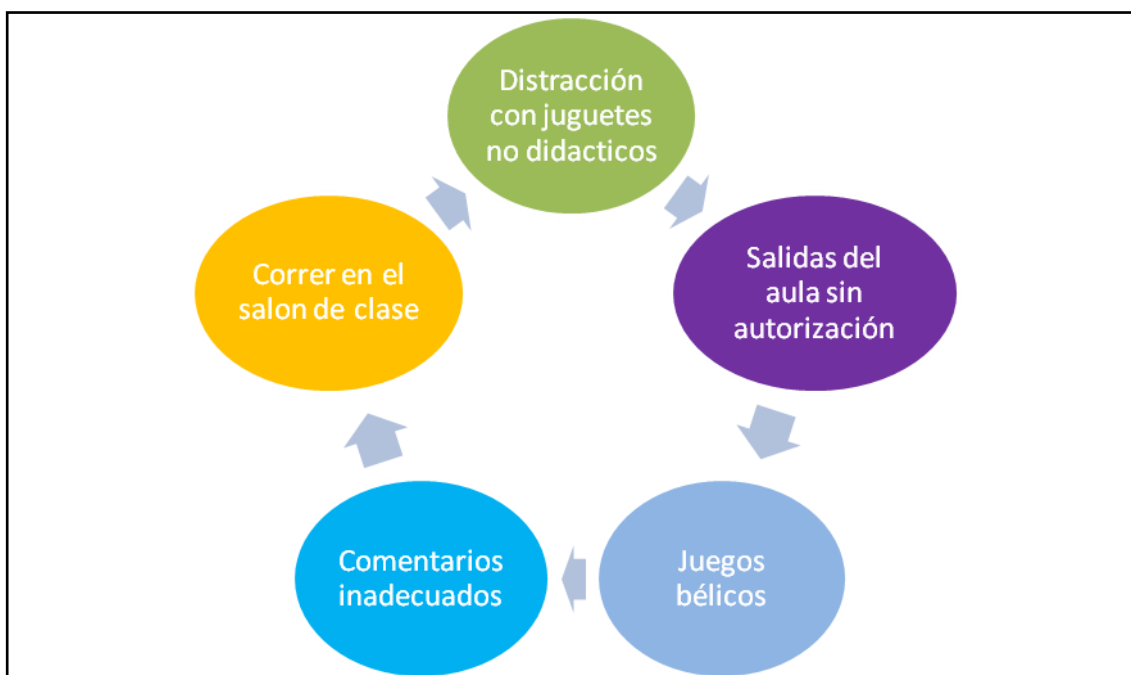 Distracción
con juguetes
no didacticos
Salidas del
aula sin
autorización
Juegos
bélicos
Comentarios
inadecuados
Correr en el
salon de clase